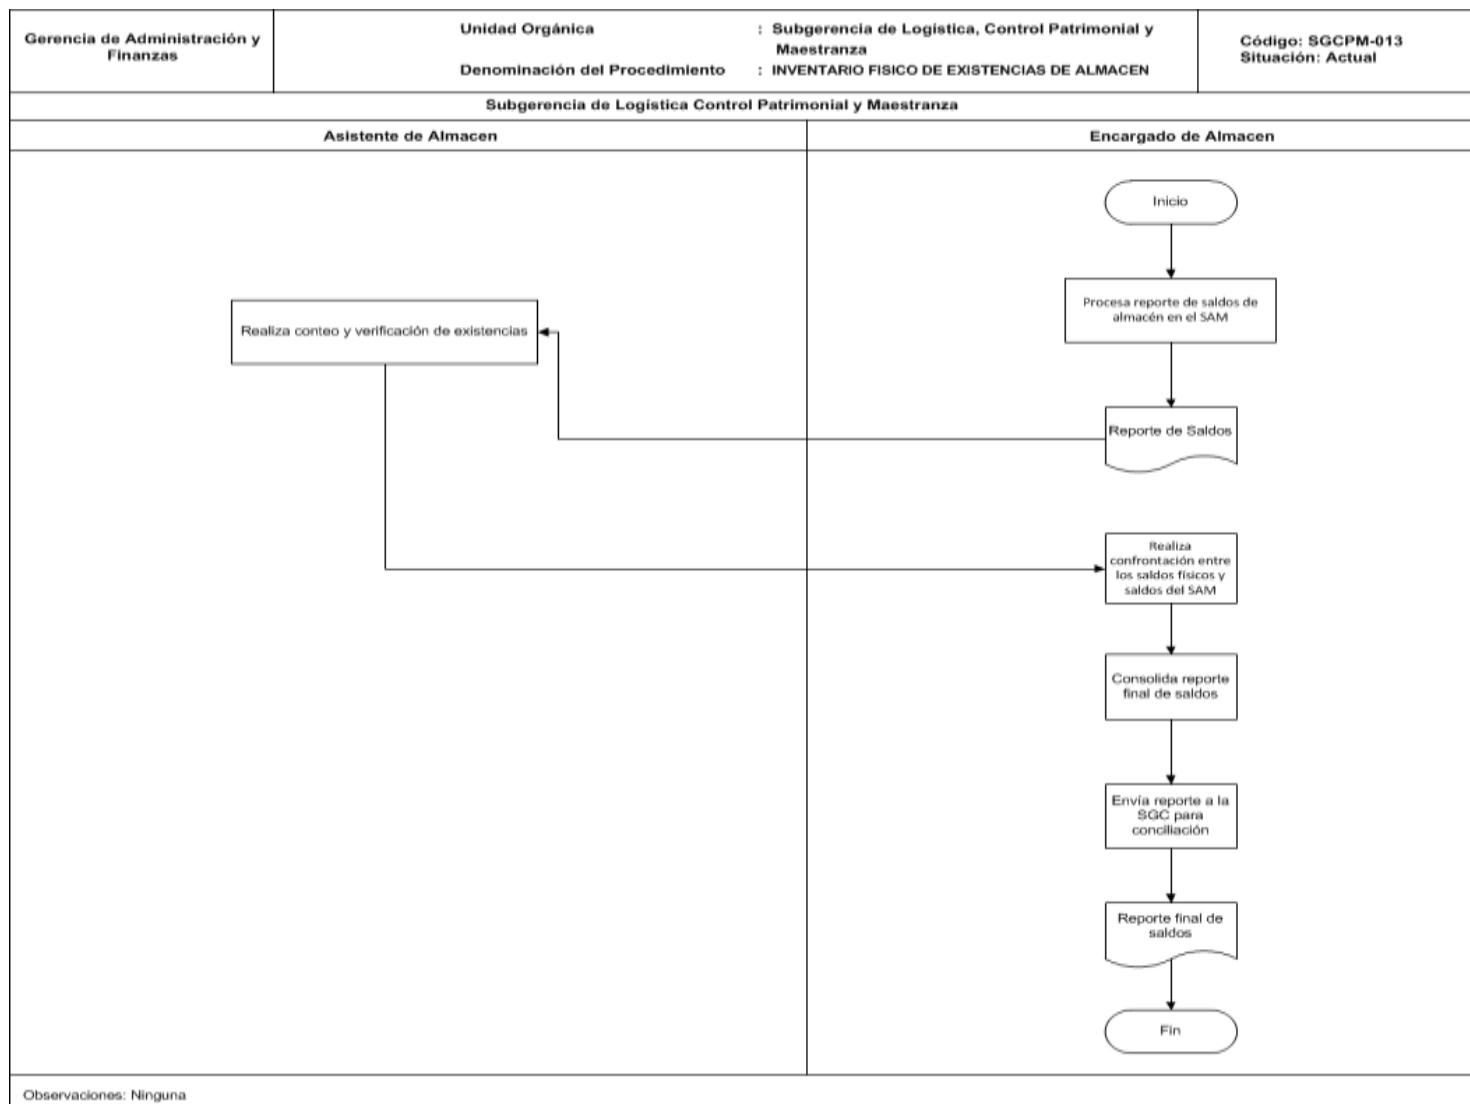 Gerencia de Administración y
Finanzas
Unidad Orgánica : Subgerencia de Logística, Control Patrimonial y
Maestranza
Denominación del Procedimiento : INVENTARIO FISICO DE EXISTENCIAS DE ALMACEN
Código: SGCPM-013
Situación: Actual
Subgerencia de Logística Control Patrimonial y Maestranza
Asistente de Almacen
Encargado de Almacen
Inicio
Procesa reporte de saldos de
almacén en el SAM
Realiza conteo y verificación de existencias
Reporte de Saldos
Realiza
confrontación entre
los saldos físicos y
saldos del SAM
Consolida reporte
final de saldos
Envía reporte a la
SGC para
conciliación
Reporte final de
saldos
Fin
Observaciones: Ninguna